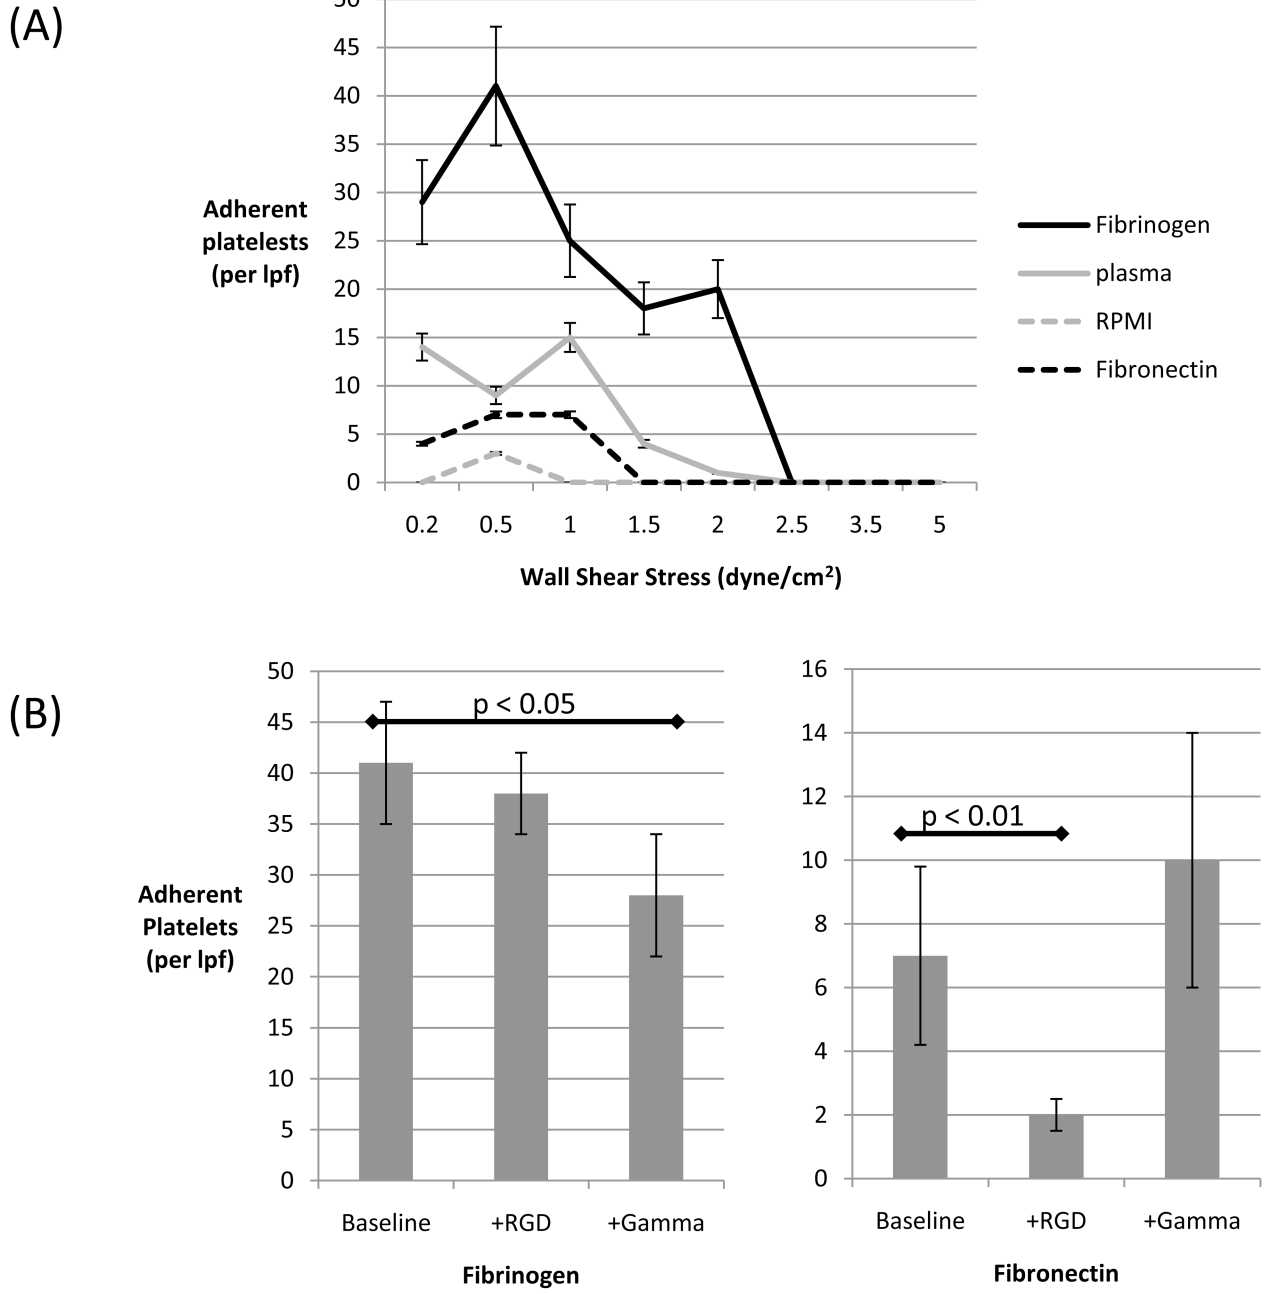 (A)
50
45
40
35
30
25
20
15
10
5
0
Adherent
platelests
(per lpf)
0.2 0.5 1 1.5 2 2.5 3.5 5
Wall Shear Stress (dyne/cm²)
Fibrinogen
plasma
RPMI
Fibronectin
(B)
50
45
40
35
30
25
20
15
10
5
0
Adherent
Platelets
(per lpf)
p < 0.05
Baseline +RGD +Gamma
Fibrinogen
16
14
12
10
8
6
4
2
0
p < 0.01
Baseline +RGD +Gamma
Fibronectin